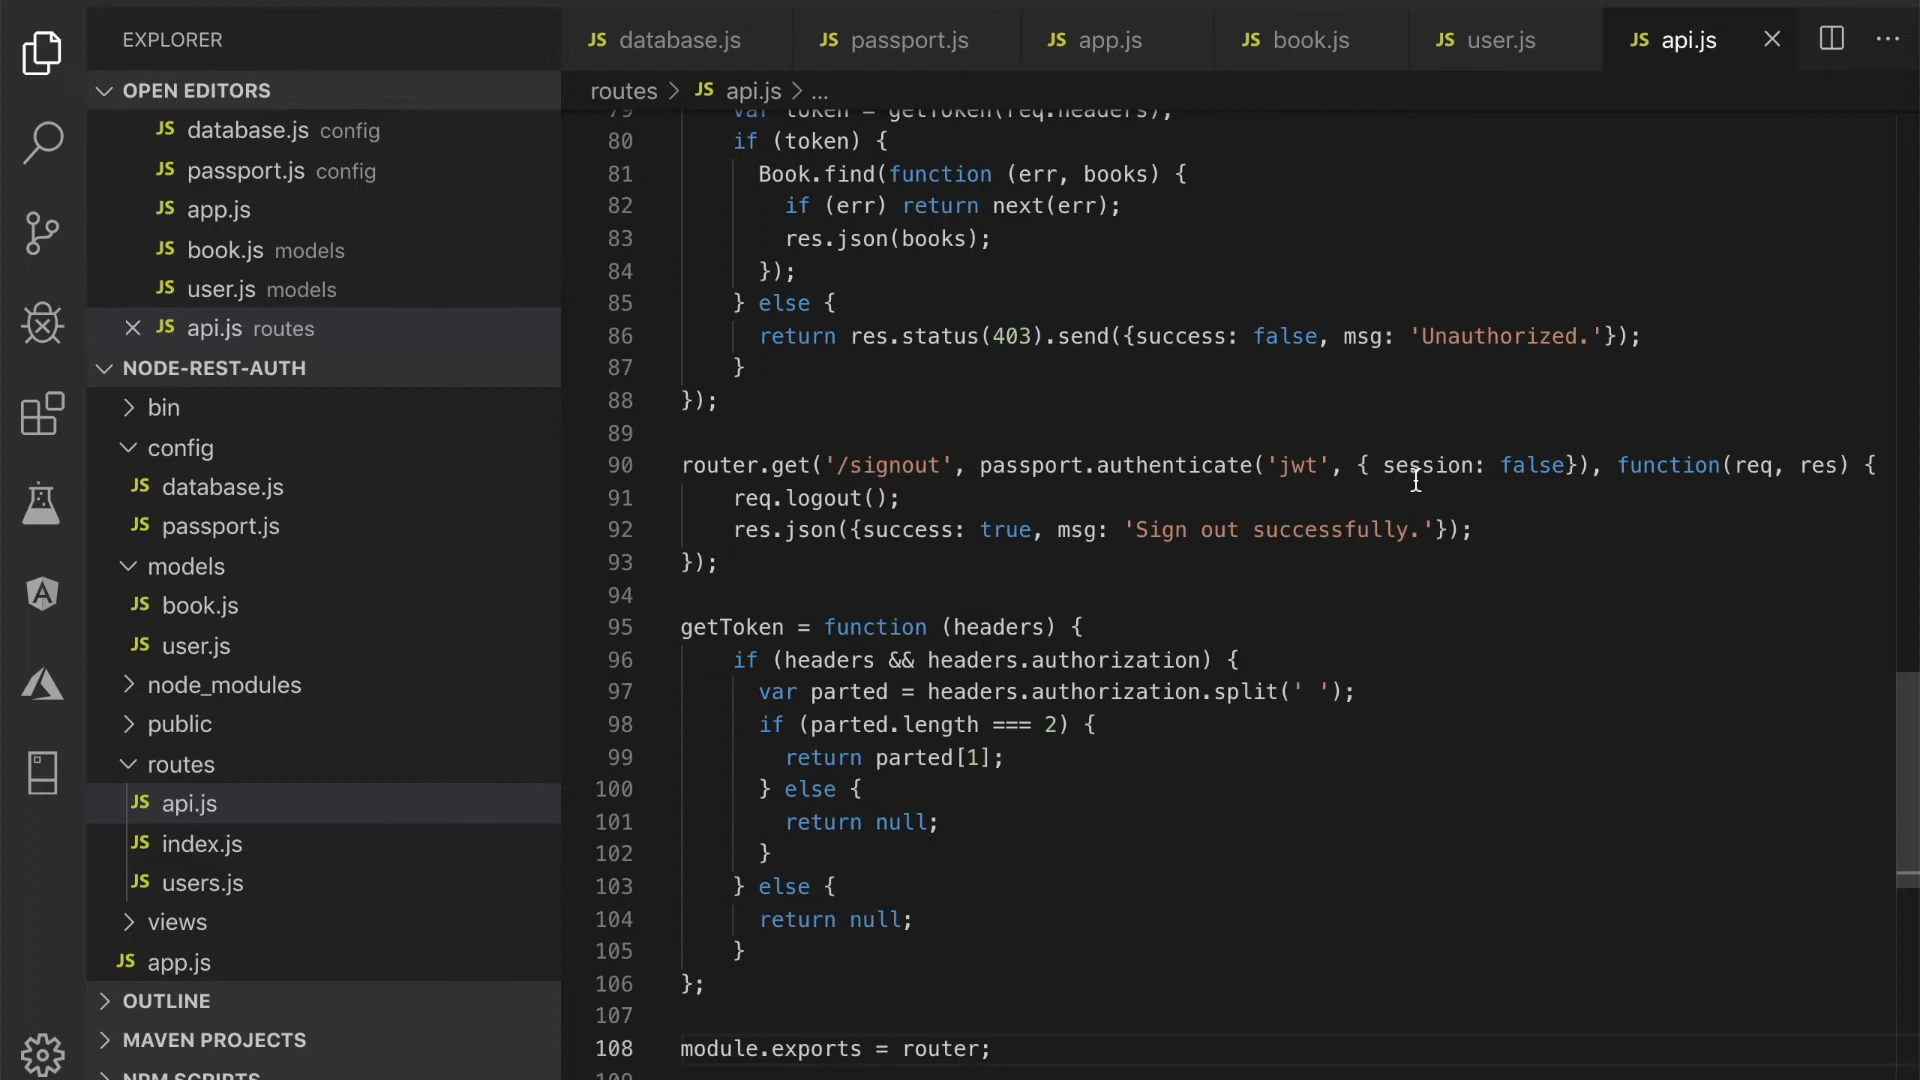 EXPLORER
OPEN EDITORS
JS database.js config
JS passport.js config
JS app.js
JS book.js models
JS user.js models
JS api.js routes
NODE-REST-AUTH
bin
config
JS database.js
JS passport.js
models
JS book.js
JS user.js
node_modules
public
routes
JS api.js
JS index.js
JS users.js
views
JS app.js
OUTLINE
MAVEN PROJECTS
NPM SCRIPTS
JS database.js JS passport.js JS app.js JS book.js JS user.js JS api.js
routes > JS api.js > ...
79 var token = getToken(req.headers);
80 if (token) {
81 Book.find(function (err, books) {
82 if (err) return next(err);
83 res.json(books);
84 });
85 } else {
86 return res.status(403).send({success: false, msg: 'Unauthorized.'});
87 }
88 });
89
90 router.get('/signout', passport.authenticate('jwt', { session: false}), function(req, res) {
91 req.logout();
92 res.json({success: true, msg: 'Sign out successfully.'});
93 });
94
95 getToken = function (headers) {
96 if (headers && headers.authorization) {
97 var parted = headers.authorization.split(' ');
98 if (parted.length === 2) {
99 return parted[1];
100 } else {
101 return null;
102 }
103 } else {
104 return null;
105 }
106 };
107
108 module.exports = router;
109